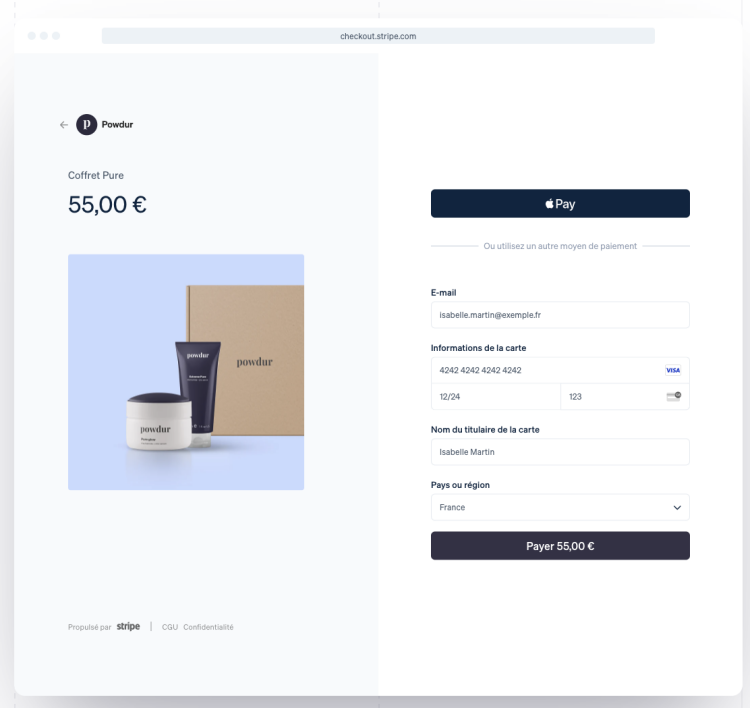 checkout.stripe.com
Powdur
Coffret Pure
55,00 €
powdur
powdur
powdur
Propulsé par stripe | CGU Confidentialité
Pay
Ou utilisez un autre moyen de paiement
E-mail
isabelle.martin@exemple.fr
Informations de la carte
4242 4242 4242 4242 VISA
12/24 123
Nom du titulaire de la carte
Isabelle Martin
Pays ou région
France
Payer 55,00 €